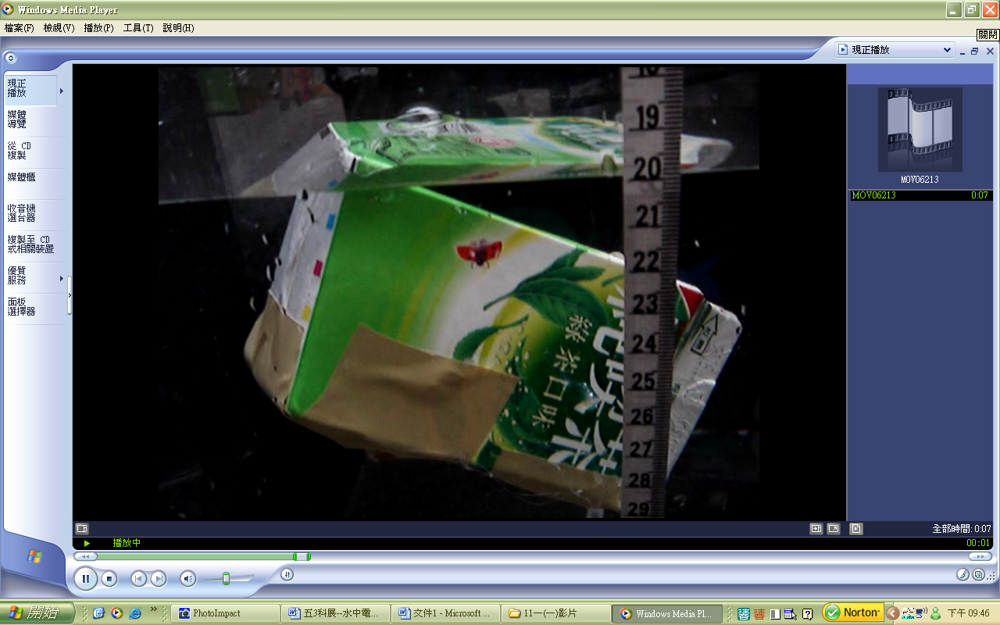 Windows Media Player
檔案(F) 檢視(V) 播放(P) 工具(T) 說明(H)
關閉
現正播放
現正
播放
媒體
導覽
從 CD
複製
媒體櫃
收音機
選台器
複製至 CD
或相關裝置
優質
服務
面板
選擇器
19
20
21
22
23
24
25
26
27
28
29
綠茶口味
MOV06213
MOV06213 0:07
全部時間: 0:07
播放中
00:01
開始
PhotoImpact
五3科展--水中電...
文件1 - Microsoft ...
11一(一)影片
Windows Media Pl...
Norton
下午 09:46